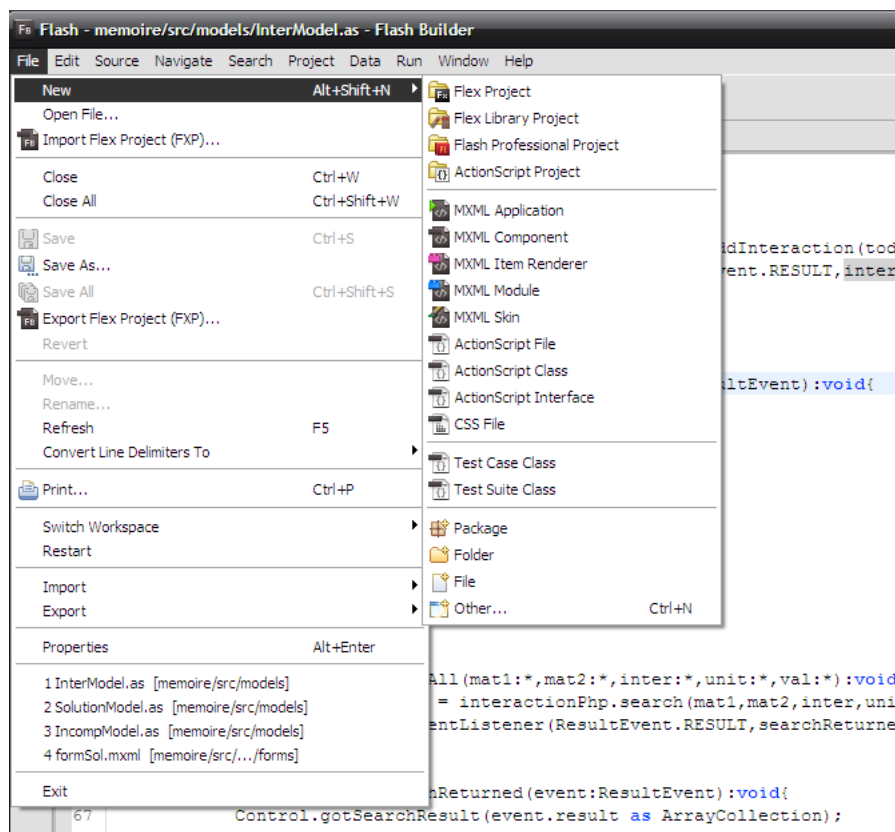 Flash - memoire/src/models/InterModel.as - Flash Builder
File Edit Source Navigate Search Project Data Run Window Help
New Alt+Shift+N
Open File...
Import Flex Project (FXP)...
Close Ctrl+W
Close All Ctrl+Shift+W
Save Ctrl+S
Save As...
Save All Ctrl+Shift+S
Export Flex Project (FXP)...
Revert
Move...
Rename...
Refresh F5
Convert Line Delimiters To
Print... Ctrl+P
Switch Workspace
Restart
Import
Export
Properties Alt+Enter
1 InterModel.as [memoire/src/models]
2 SolutionModel.as [memoire/src/models]
3 IncompModel.as [memoire/src/models]
4 formSol.mxml [memoire/src/.../forms]
Exit
Flex Project
Flex Library Project
Flash Professional Project
ActionScript Project
MXML Application
MXML Component
MXML Item Renderer
MXML Module
MXML Skin
ActionScript File
ActionScript Class
ActionScript Interface
CSS File
Test Case Class
Test Suite Class
Package
Folder
File
Other... Ctrl+N
ddInteraction(tod
vent.RESULT,inter
ultEvent):void{
All(mat1:*,mat2:*,inter:*,unit:*,val:*):void
= interactionPhp.search(mat1,mat2,inter,uni
entListener(ResultEvent.RESULT,searchReturne
hReturned(event:ResultEvent):void{
67 Control.gotSearchResult(event.result as ArrayCollection);